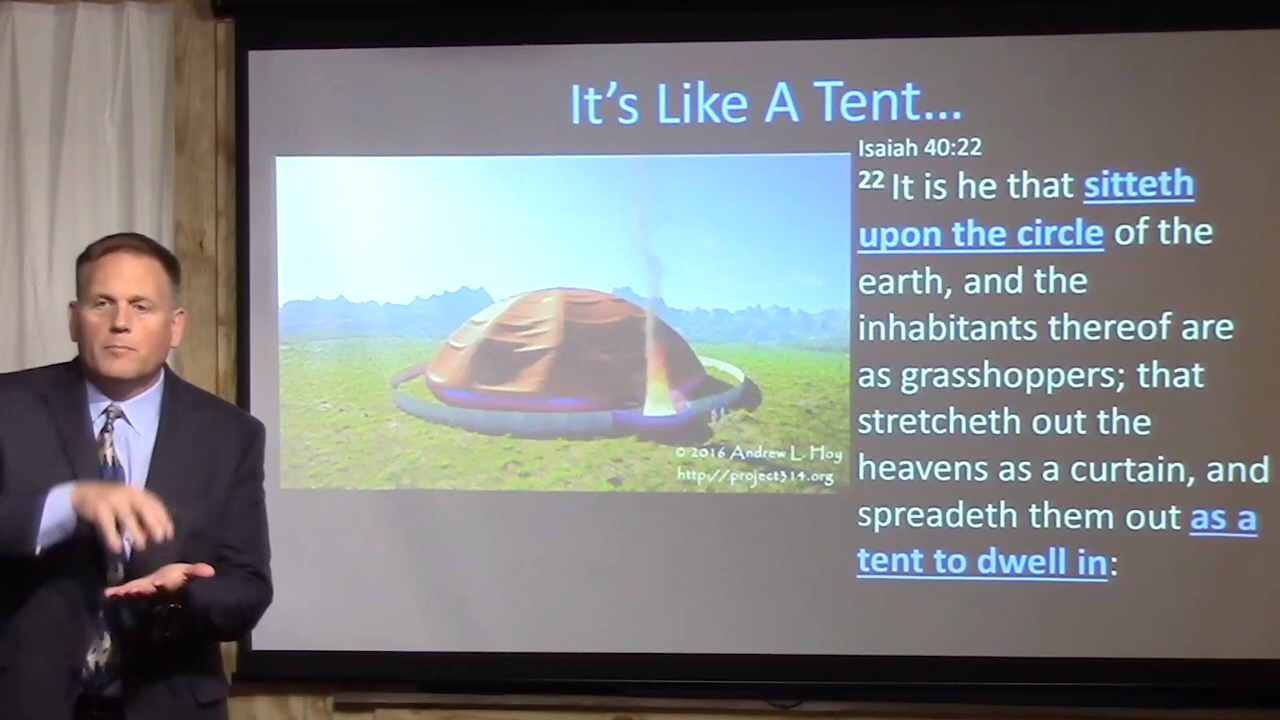 It's Like A Tent...
Isaiah 40:22
22 It is he that sitteth
upon the circle of the
earth, and the
inhabitants thereof are
as grasshoppers; that
stretcheth out the
heavens as a curtain, and
spreadeth them out as a
tent to dwell in:
© 2016 Andrew L. Hoy
http://project314.org